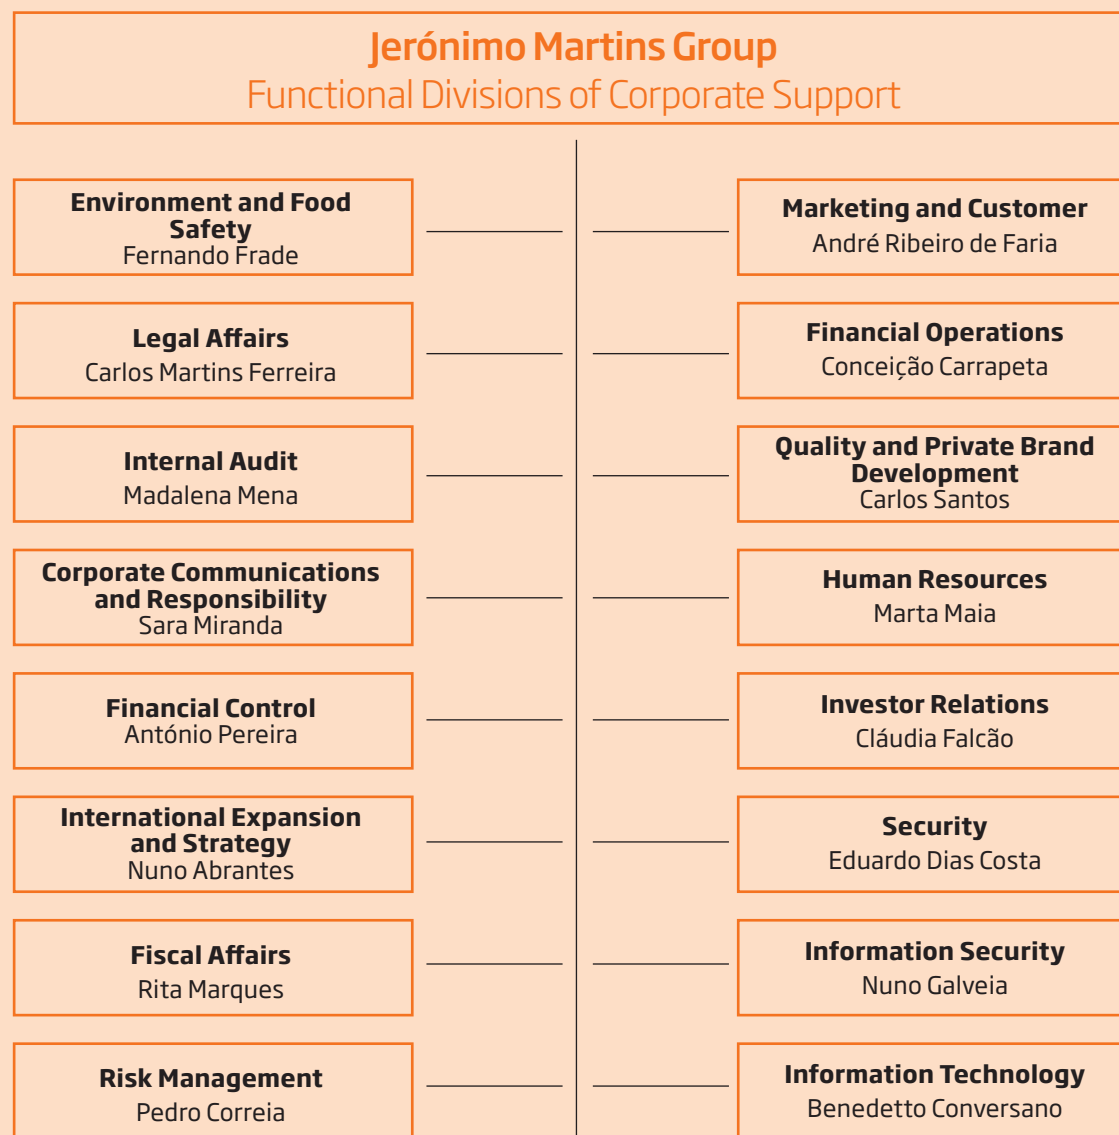 Jerónimo Martins Group
Functional Divisions of Corporate Support
Environment and Food
Safety
Fernando Frade
Marketing and Customer
André Ribeiro de Faria
Legal Affairs
Carlos Martins Ferreira
Financial Operations
Conceição Carrapeta
Internal Audit
Madalena Mena
Quality and Private Brand
Development
Carlos Santos
Corporate Communications
and Responsibility
Sara Miranda
Human Resources
Marta Maia
Financial Control
António Pereira
Investor Relations
Cláudia Falcão
International Expansion
and Strategy
Nuno Abrantes
Security
Eduardo Dias Costa
Fiscal Affairs
Rita Marques
Information Security
Nuno Galveia
Risk Management
Pedro Correia
Information Technology
Benedetto Conversano